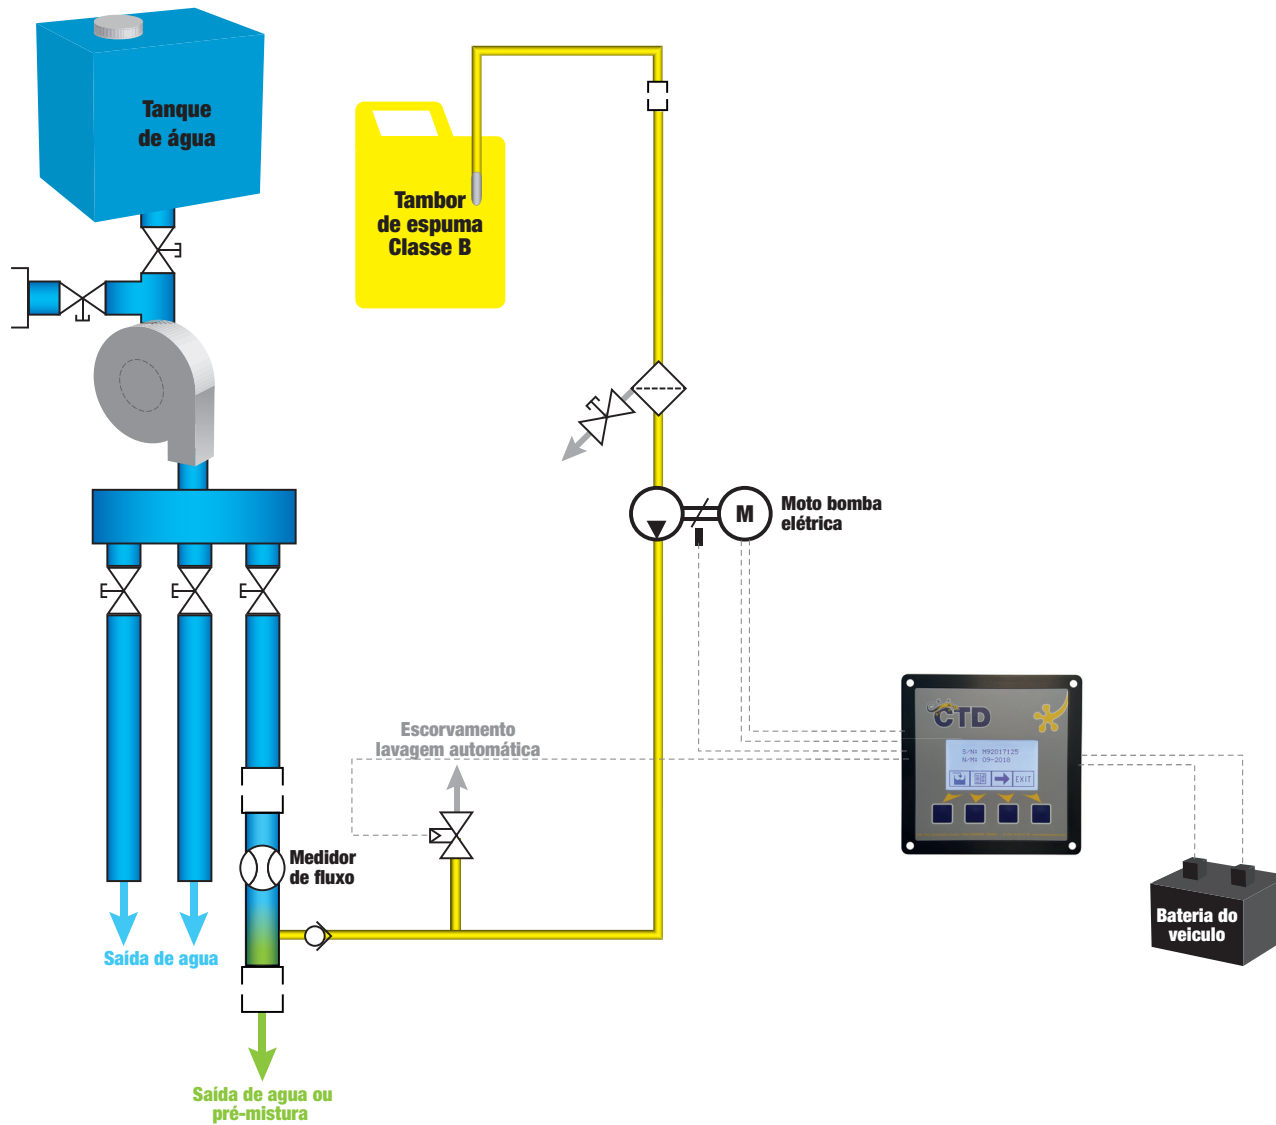 Tanque
de água
Tambor
de espuma
Classe B
M
Moto bomba
elétrica
Escorvamento
lavagem automática
CTD
S/N: M92017125
N/M: 09-2018
EXIT
Medidor
de fluxo
Bateria do
veiculo
Saída de agua
Saída de agua ou
pré-mistura